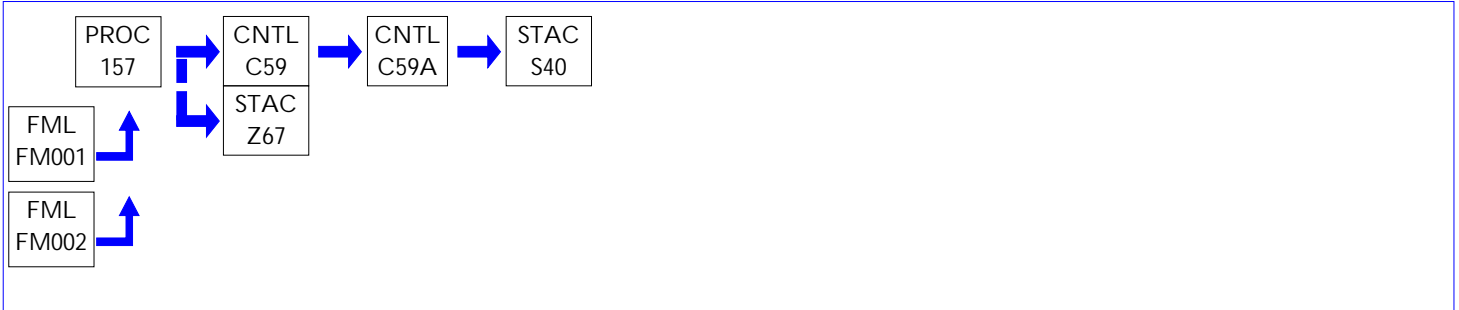 PROC
157
CNTL
C59
CNTL
C59A
STAC
S40
STAC
Z67
FML
FM001
FML
FM002